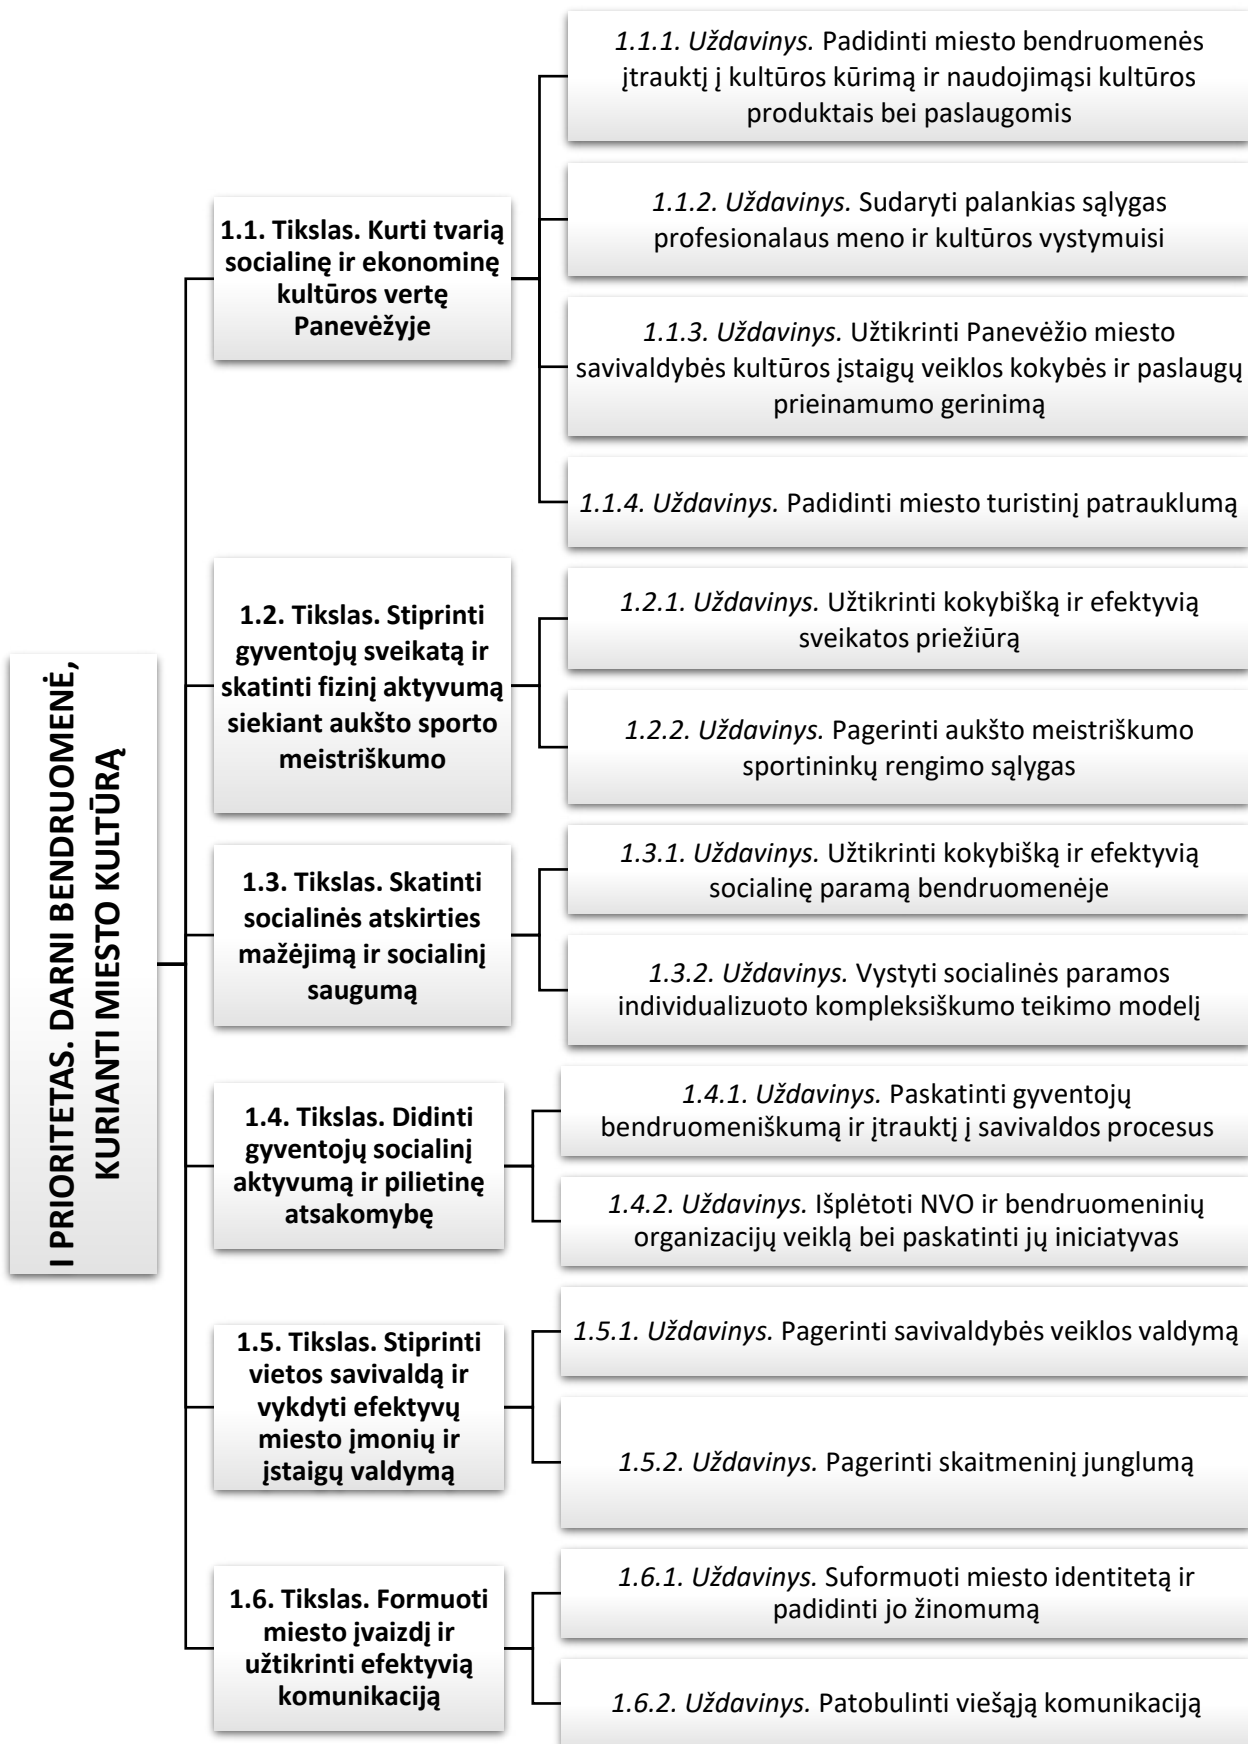 I PRIORITETAS. DARNI BENDRUOMENĖ,
KURIANTI MIESTO KULTŪRĄ
1.1. Tikslas. Kurti tvarią
socialinę ir ekonominę
kultūros vertę
Panevėžyje
1.1.1. Uždavinys. Padidinti miesto bendruomenės
įtrauktį į kultūros kūrimą ir naudojimąsi kultūros
produktais bei paslaugomis
1.1.2. Uždavinys. Sudaryti palankias sąlygas
profesionalaus meno ir kultūros vystymuisi
1.1.3. Uždavinys. Užtikrinti Panevėžio miesto
savivaldybės kultūros įstaigų veiklos kokybės ir paslaugų
prieinamumo gerinimą
1.1.4. Uždavinys. Padidinti miesto turistinį patrauklumą
1.2. Tikslas. Stiprinti
gyventojų sveikatą ir
skatinti fizinį aktyvumą
siekiant aukšto sporto
meistriškumo
1.2.1. Uždavinys. Užtikrinti kokybišką ir efektyvią
sveikatos priežiūrą
1.2.2. Uždavinys. Pagerinti aukšto meistriškumo
sportininkų rengimo sąlygas
1.3. Tikslas. Skatinti
socialinės atskirties
mažėjimą ir socialinį
saugumą
1.3.1. Uždavinys. Užtikrinti kokybišką ir efektyvią
socialinę paramą bendruomenėje
1.3.2. Uždavinys. Vystyti socialinės paramos
individualizuoto kompleksiškumo teikimo modelį
1.4. Tikslas. Didinti
gyventojų socialinį
aktyvumą ir pilietinę
atsakomybę
1.4.1. Uždavinys. Paskatinti gyventojų
bendruomeniškumą ir įtrauktį į savivaldos procesus
1.4.2. Uždavinys. Išplėtoti NVO ir bendruomeninių
organizacijų veiklą bei paskatinti jų iniciatyvas
1.5. Tikslas. Stiprinti
vietos savivaldą ir
vykdyti efektyvų
miesto įmonių ir
įstaigų valdymą
1.5.1. Uždavinys. Pagerinti savivaldybės veiklos valdymą
1.5.2. Uždavinys. Pagerinti skaitmeninį junglumą
1.6. Tikslas. Formuoti
miesto įvaizdį ir
užtikrinti efektyvią
komunikaciją
1.6.1. Uždavinys. Suformuoti miesto identitetą ir
padidinti jo žinomumą
1.6.2. Uždavinys. Patobulinti viešąją komunikaciją